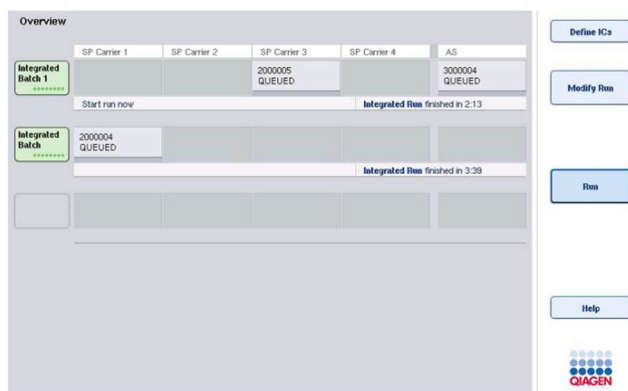 Overview
Define ICs
SP Carrier 1 SP Carrier 2 SP Carrier 3 SP Carrier 4 AS
Integrated
Batch 1
2000005
QUEUED
3000004
QUEUED
Modify Run
Start run now Integrated Run finished in 2:13
Integrated
Batch
2000004
QUEUED
Integrated Run finished in 3:39
Run
Help
QIAGEN